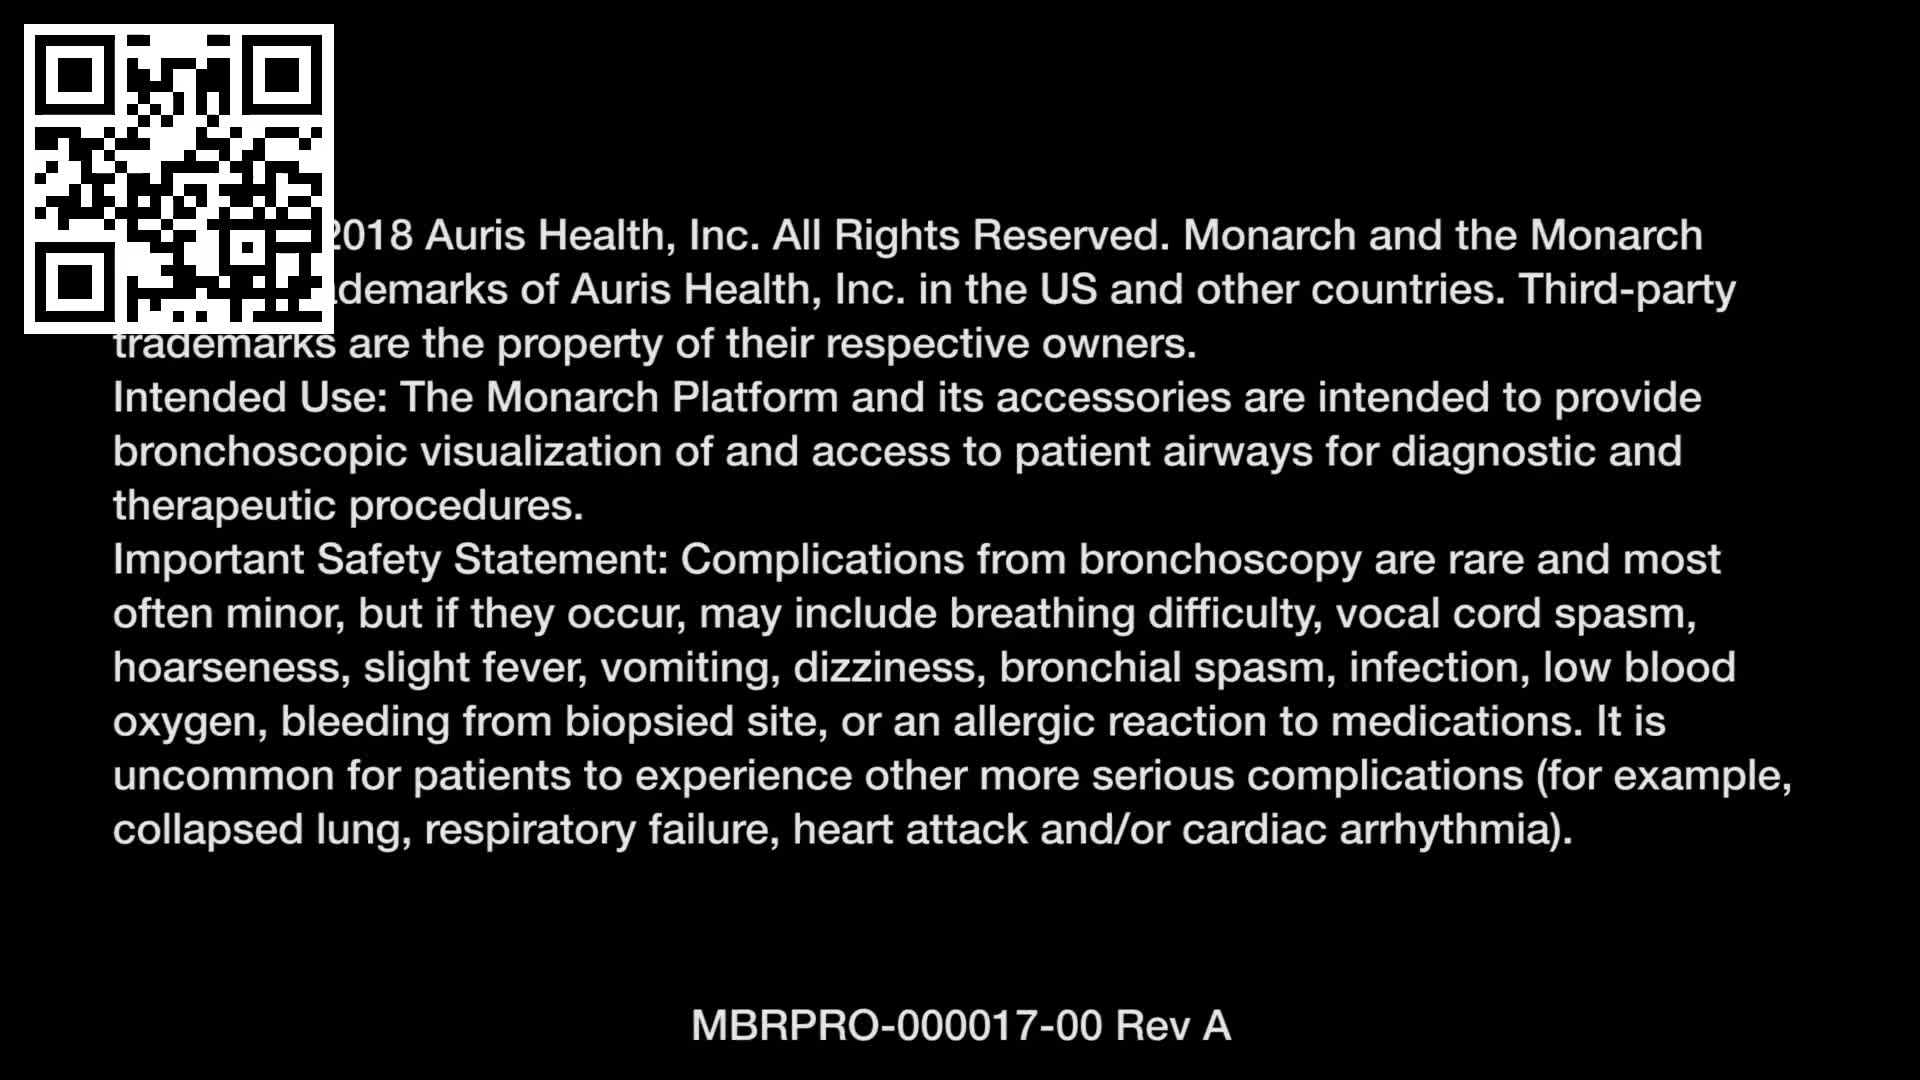 2018 Auris Health, Inc. All Rights Reserved. Monarch and the Monarch
of Auris Health, Inc. in the US and other countries. Third-party
trademarks are the property of their respective owners.
Intended Use: The Monarch Platform and its accessories are intended to provide
bronchoscopic visualization of and access to patient airways for diagnostic and
therapeutic procedures.
Important Safety Statement: Complications from bronchoscopy are rare and most
often minor, but if they occur, may include breathing difficulty, vocal cord spasm,
hoarseness, slight fever, vomiting, dizziness, bronchial spasm, infection, low blood
oxygen, bleeding from biopsied site, or an allergic reaction to medications. It is
uncommon for patients to experience other more serious complications (for example,
collapsed lung, respiratory failure, heart attack and/or cardiac arrhythmia).
MBRPRO-000017-00 Rev A